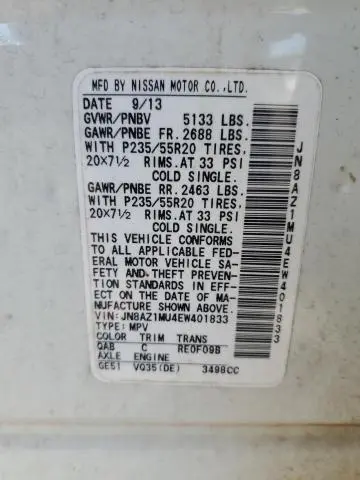 MFD BY NISSAN MOTOR CO.,LTD.
DATE 9/13
GVWR/PNBV 5133 LBS.
GAWR/PNBE FR. 2688 LBS.
WITH P235/55R20 TIRES,
20X7½ RIMS.AT 33 PSI
COLD SINGLE.
GAWR/PNBE RR. 2463 LBS.
WITH P235/55R20 TIRES,
20X7½ RIMS.AT 33 PSI
COLD SINGLE.
THIS VEHICLE CONFORMS
TO ALL APPLICABLE FED-
ERAL MOTOR VEHICLE SA-
FETY AND THEFT PREVEN-
TION STANDARDS IN EFF-
ECT ON THE DATE OF MA-
NUFACTURE SHOWN ABOVE.
VIN: JN8AZ1MU4EW401833
TYPE: MPV
COLOR TRIM TRANS
QAB C RE0F09B
AXLE ENGINE
GE51 VQ35(DE) 3498CC
JN8AZ1MU4EW401833